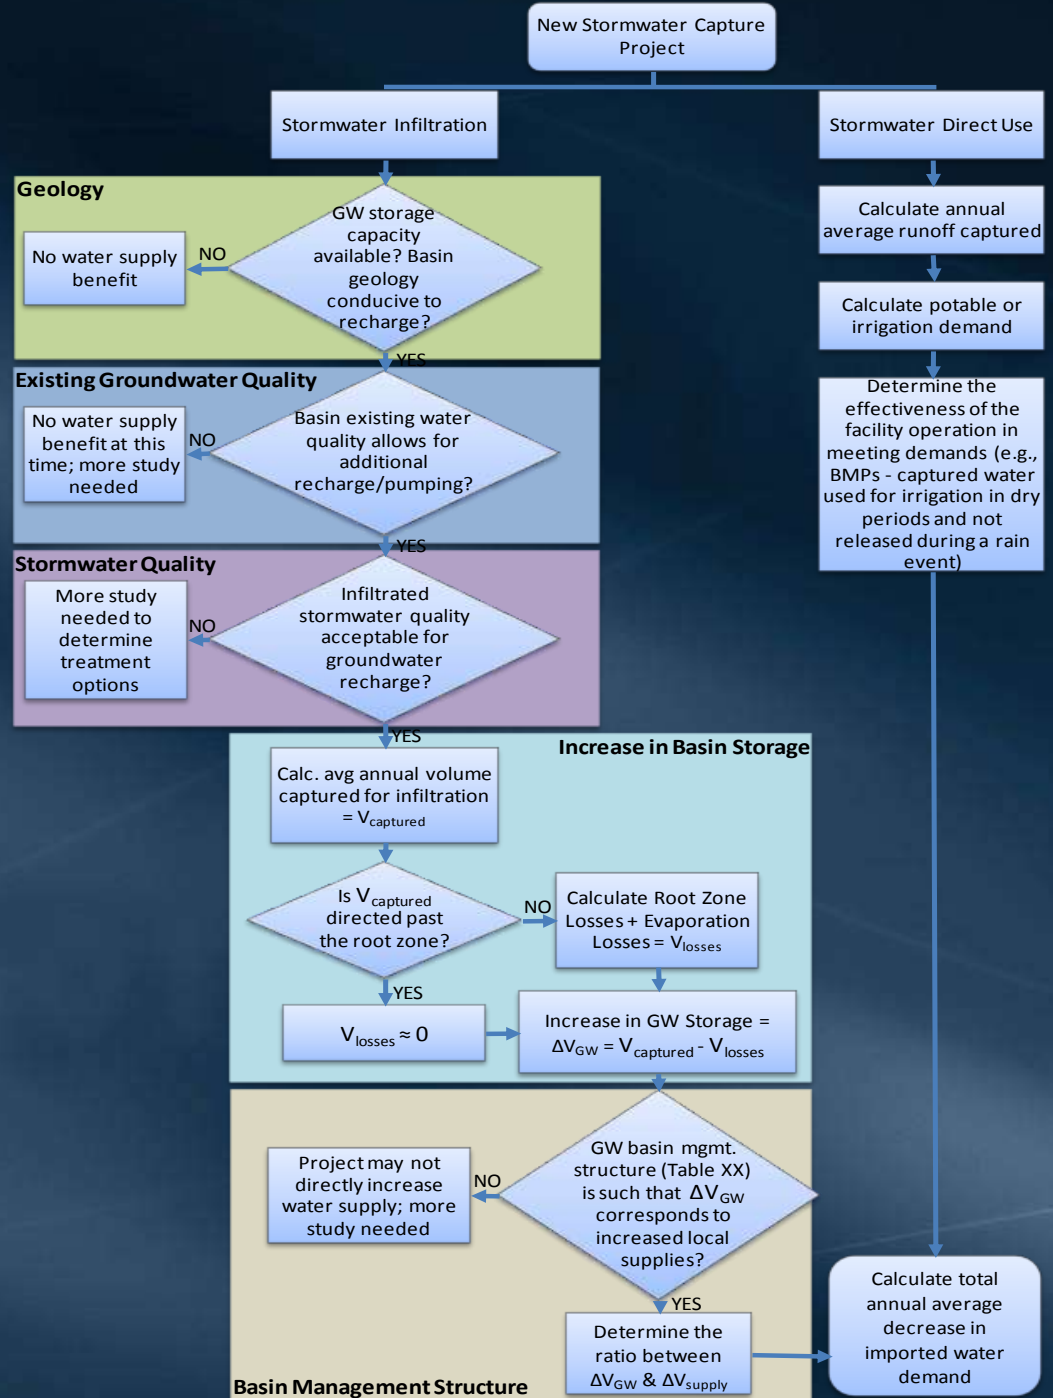 New Stormwater Capture
Project
Stormwater Infiltration
Stormwater Direct Use
Geology
GW storage
capacity
available? Basin
geology
conducive to
recharge?
NO
No water supply
benefit
YES
Existing Groundwater Quality
Basin existing water
quality allows for
additional
recharge/pumping?
NO
No water supply
benefit at this
time; more study
needed
YES
Stormwater Quality
Infiltrated
stormwater quality
acceptable for
groundwater
recharge?
NO
More study
needed to
determine
treatment
options
YES
Increase in Basin Storage
Calc. avg annual volume
captured for infiltration
= Vcaptured
Is Vcaptured
directed past
the root zone?
NO
Calculate Root Zone
Losses + Evaporation
Losses = Vlosses
YES
Vlosses ≈ 0
Increase in GW Storage =
ΔVGW = Vcaptured - Vlosses
GW basin mgmt.
structure (Table XX)
is such that ΔVGW
corresponds to
increased local
supplies?
NO
Project may not
directly increase
water supply; more
study needed
YES
Determine the
ratio between
ΔVGW & ΔVsupply
Basin Management Structure
Calculate annual
average runoff captured
Calculate potable or
irrigation demand
Determine the
effectiveness of the
facility operation in
meeting demands (e.g.,
BMPs - captured water
used for irrigation in dry
periods and not
released during a rain
event)
Calculate total
annual average
decrease in
imported water
demand